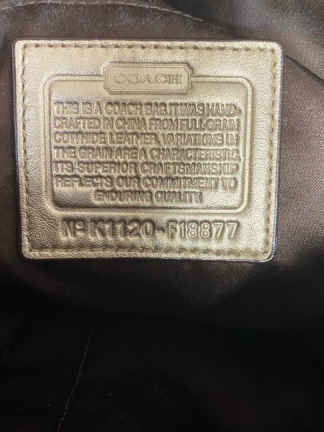 COACH
THIS IS A COACH BAG. IT WAS HAND-
CRAFTED IN CHINA FROM FULL GRAIN
COWHIDE LEATHER. VARIATIONS IN
THE GRAIN ARE A CHARACTERISTIC
ITS SUPERIOR CRAFTSMANSHIP
REFLECTS OUR COMMITMENT TO
ENDURING QUALITY.
Nº K1120-F18877